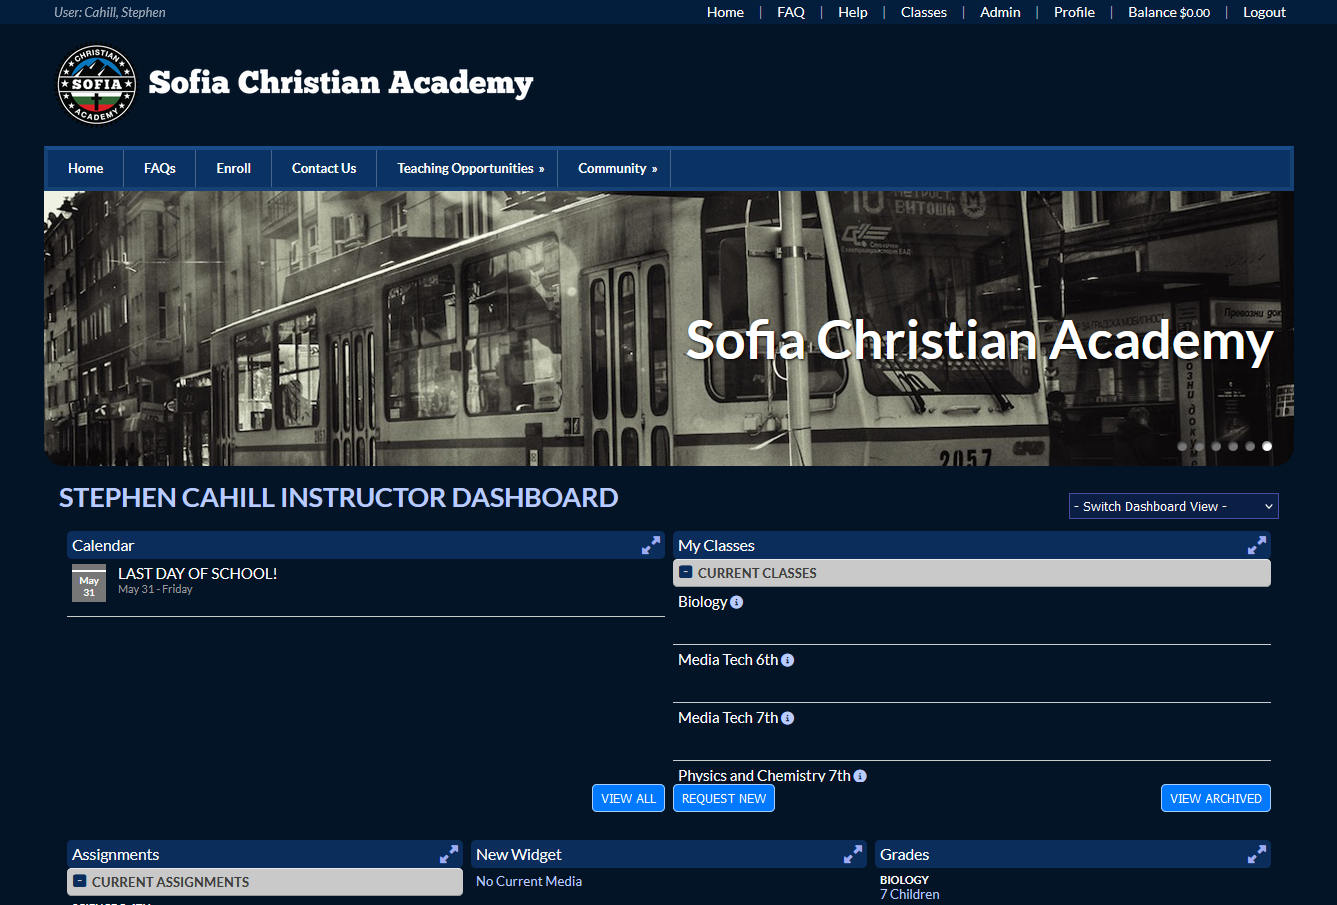 User: Cahill, Stephen
Home | FAQ | Help | Classes | Admin | Profile | Balance $0.00 | Logout
CHRISTIAN
SOFIA
ACADEMY
Sofia Christian Academy
Home FAQs Enroll Contact Us Teaching Opportunities » Community »
ВИТОША
Sofia Christian Academy
2057
STEPHEN CAHILL INSTRUCTOR DASHBOARD
- Switch Dashboard View -
Calendar
May
31
LAST DAY OF SCHOOL!
May 31 - Friday
VIEW ALL
My Classes
- CURRENT CLASSES
Biology
Media Tech 6th
Media Tech 7th
Physics and Chemistry 7th
REQUEST NEW
VIEW ARCHIVED
Assignments
- CURRENT ASSIGNMENTS
New Widget
No Current Media
Grades
BIOLOGY
7 Children